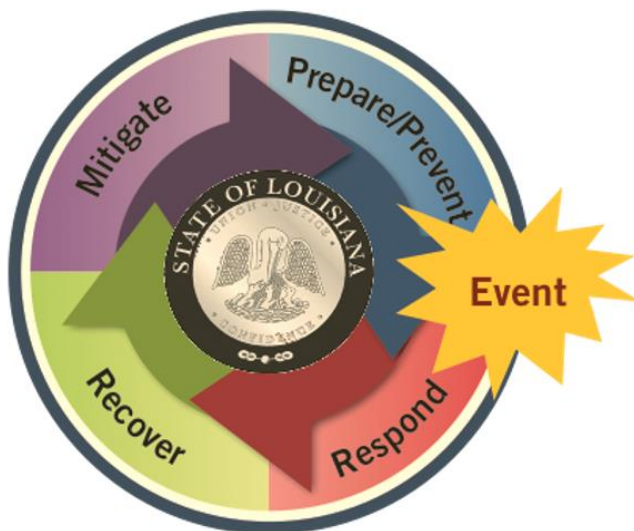 Mitigate
Prepare/Prevent
Event
Respond
Recover
STATE OF LOUISIANA
UNION · JUSTICE
CONFIDENCE